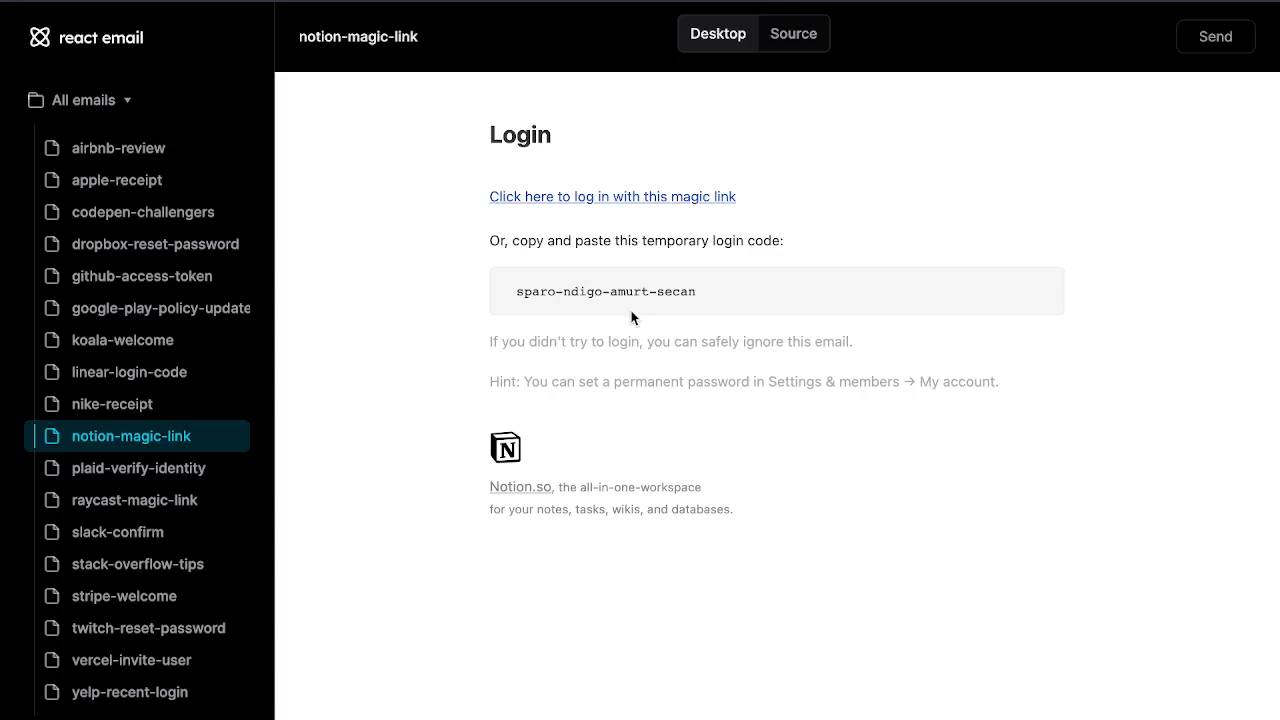 react email
notion-magic-link
Desktop
Source
Send
All emails
airbnb-review
apple-receipt
codepen-challengers
dropbox-reset-password
github-access-token
google-play-policy-update
koala-welcome
linear-login-code
nike-receipt
notion-magic-link
plaid-verify-identity
raycast-magic-link
slack-confirm
stack-overflow-tips
stripe-welcome
twitch-reset-password
vercel-invite-user
yelp-recent-login
Login
Click here to log in with this magic link
Or, copy and paste this temporary login code:
sparo-ndigo-amurt-secan
If you didn't try to login, you can safely ignore this email.
Hint: You can set a permanent password in Settings & members → My account.
N
Notion.so, the all-in-one-workspace
for your notes, tasks, wikis, and databases.